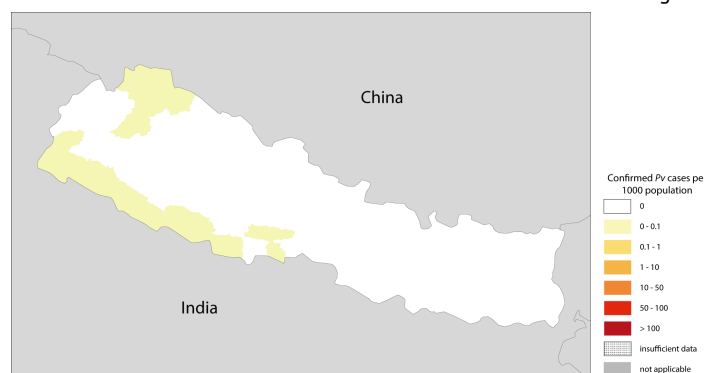 China
India
Confirmed Pv cases pe
1000 population
0
0 - 0.1
0.1 - 1
1 - 10
10 - 50
50 - 100
> 100
insufficient data
not applicable